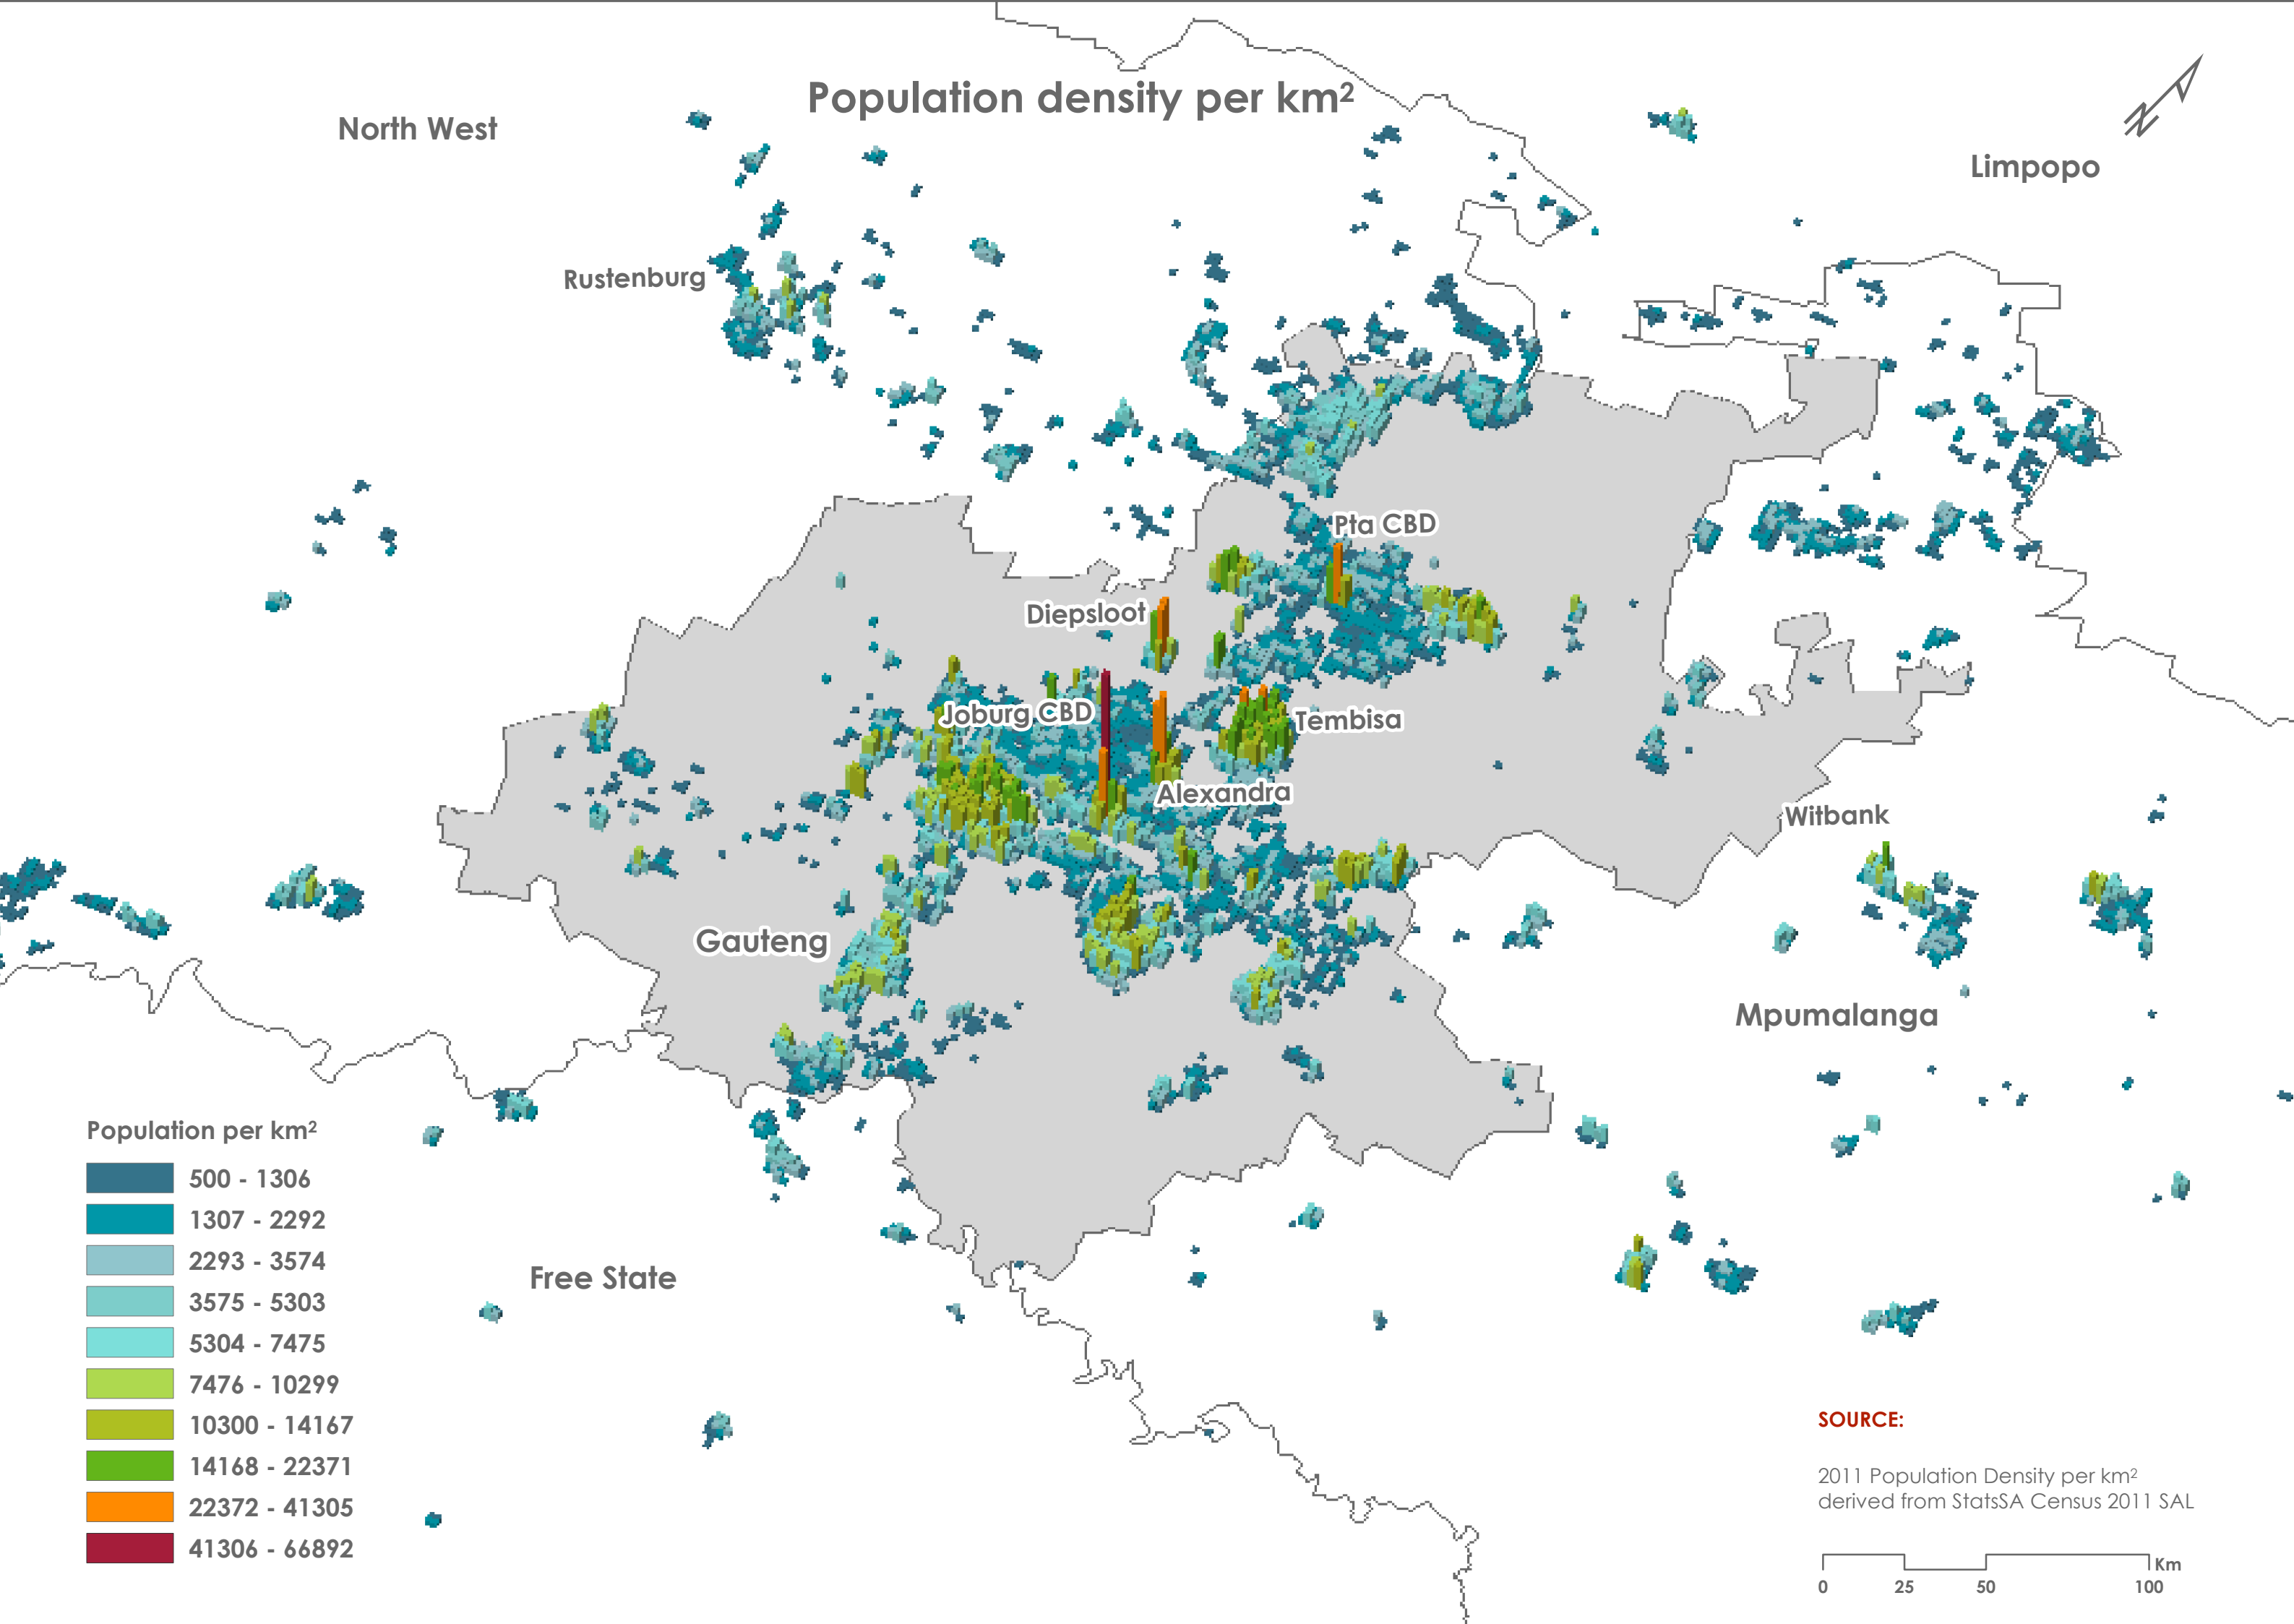 Population density per km²
North West
Limpopo
Rustenburg
Pta CBD
Diepsloot
Joburg CBD
Tembisa
Alexandra
Witbank
Gauteng
Mpumalanga
Free State
Population per km²
500 - 1306
1307 - 2292
2293 - 3574
3575 - 5303
5304 - 7475
7476 - 10299
10300 - 14167
14168 - 22371
22372 - 41305
41306 - 66892
SOURCE:
2011 Population Density per km²
derived from StatsSA Census 2011 SAL
Km
0 25 50 100
N